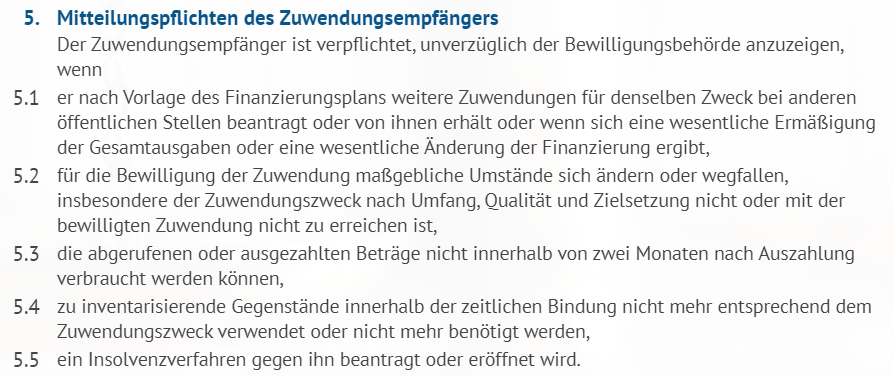 5. Mitteilungspflichten des Zuwendungsempfängers
Der Zuwendungsempfänger ist verpflichtet, unverzüglich der Bewilligungsbehörde anzuzeigen,
wenn
5.1 er nach Vorlage des Finanzierungsplans weitere Zuwendungen für denselben Zweck bei anderen
öffentlichen Stellen beantragt oder von ihnen erhält oder wenn sich eine wesentliche Ermäßigung
der Gesamtausgaben oder eine wesentliche Änderung der Finanzierung ergibt,
5.2 für die Bewilligung der Zuwendung maßgebliche Umstände sich ändern oder wegfallen,
insbesondere der Zuwendungszweck nach Umfang, Qualität und Zielsetzung nicht oder mit der
bewilligten Zuwendung nicht zu erreichen ist,
5.3 die abgerufenen oder ausgezahlten Beträge nicht innerhalb von zwei Monaten nach Auszahlung
verbraucht werden können,
5.4 zu inventarisierende Gegenstände innerhalb der zeitlichen Bindung nicht mehr entsprechend dem
Zuwendungszweck verwendet oder nicht mehr benötigt werden,
5.5 ein Insolvenzverfahren gegen ihn beantragt oder eröffnet wird.